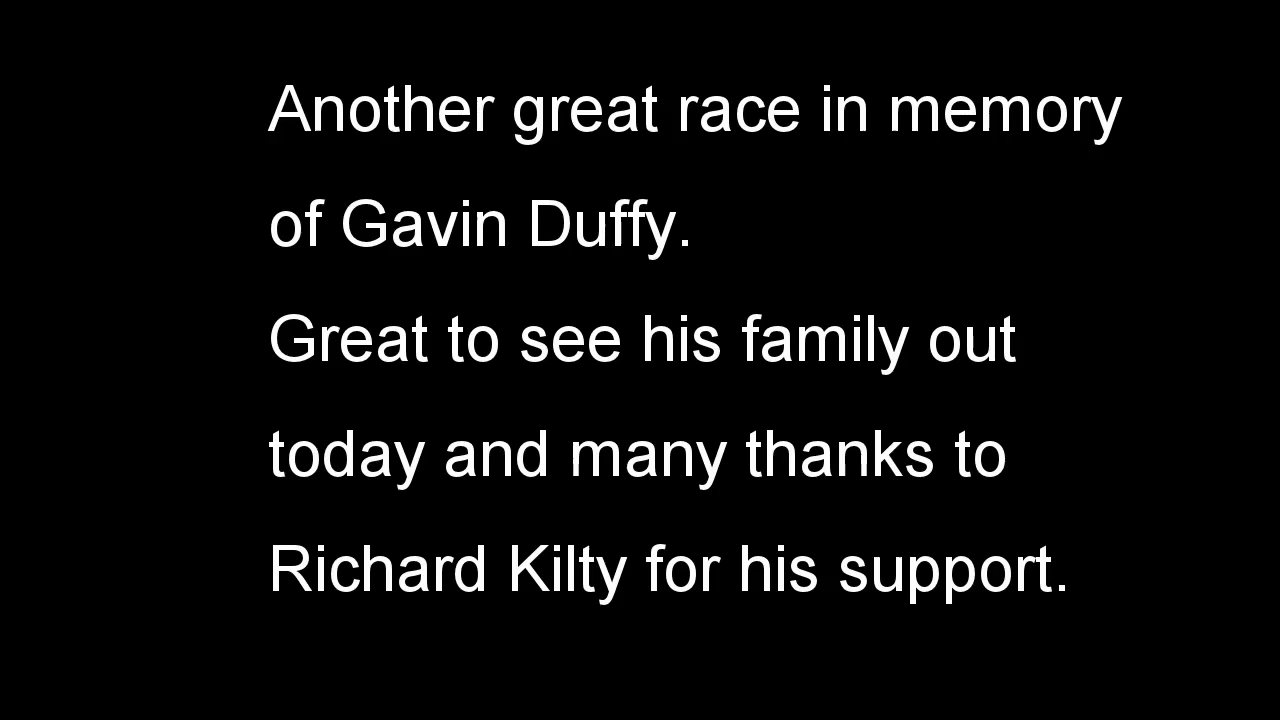 Another great race in memory
of Gavin Duffy.
Great to see his family out
today and many thanks to
Richard Kilty for his support.